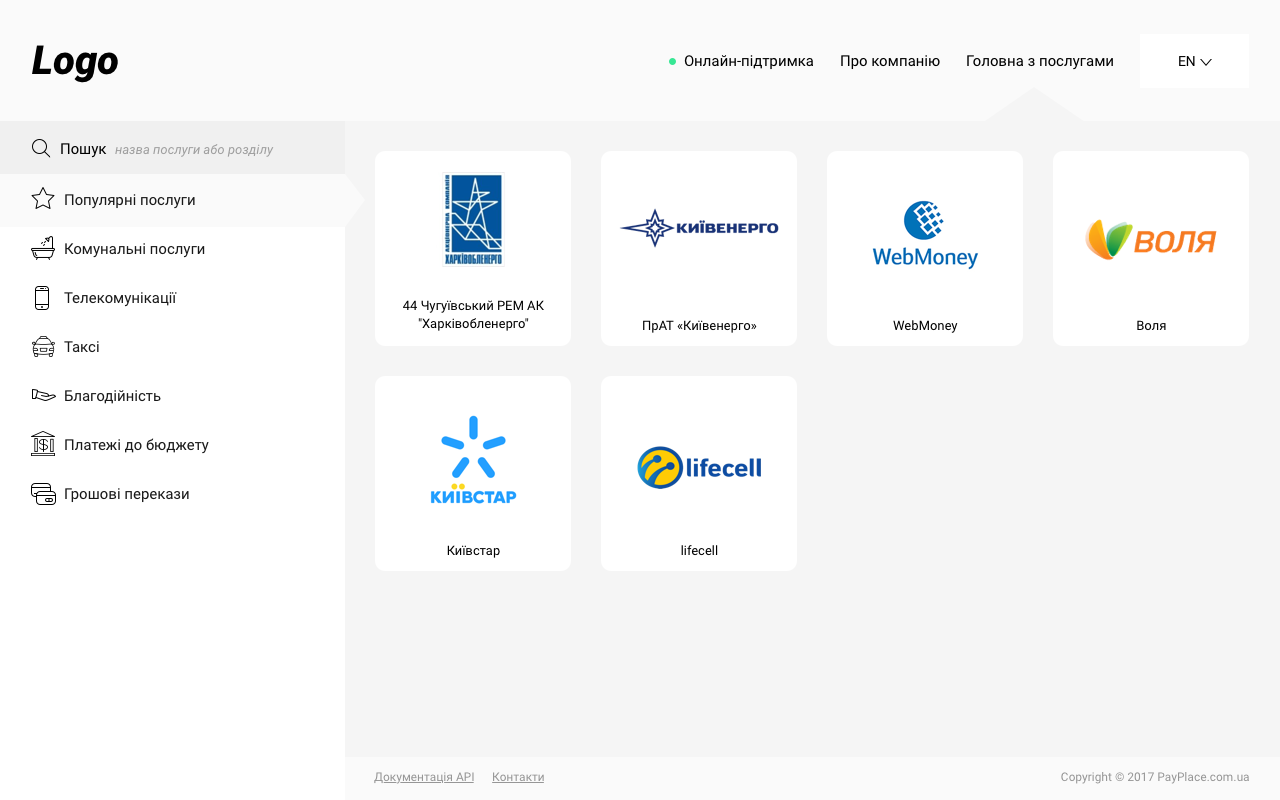 Logo
Онлайн-підтримка
Про компанію
Головна з послугами
EN
Пошук назва послуги або розділу
Популярні послуги
Комунальні послуги
Телекомунікації
Таксі
Благодійність
Платежі до бюджету
Грошові перекази
АКЦІОНЕРНА КОМПАНІЯ
ХАРКІВОБЛЕНЕРГО
44 Чугуївський РЕМ АК
"Харківобленерго"
КИЇВЕНЕРГО
ПрАТ «Київенерго»
WebMoney
WebMoney
ВОЛЯ
Воля
КИЇВСТАР
Київстар
lifecell
lifecell
Документація API
Контакти
Copyright © 2017 PayPlace.com.ua